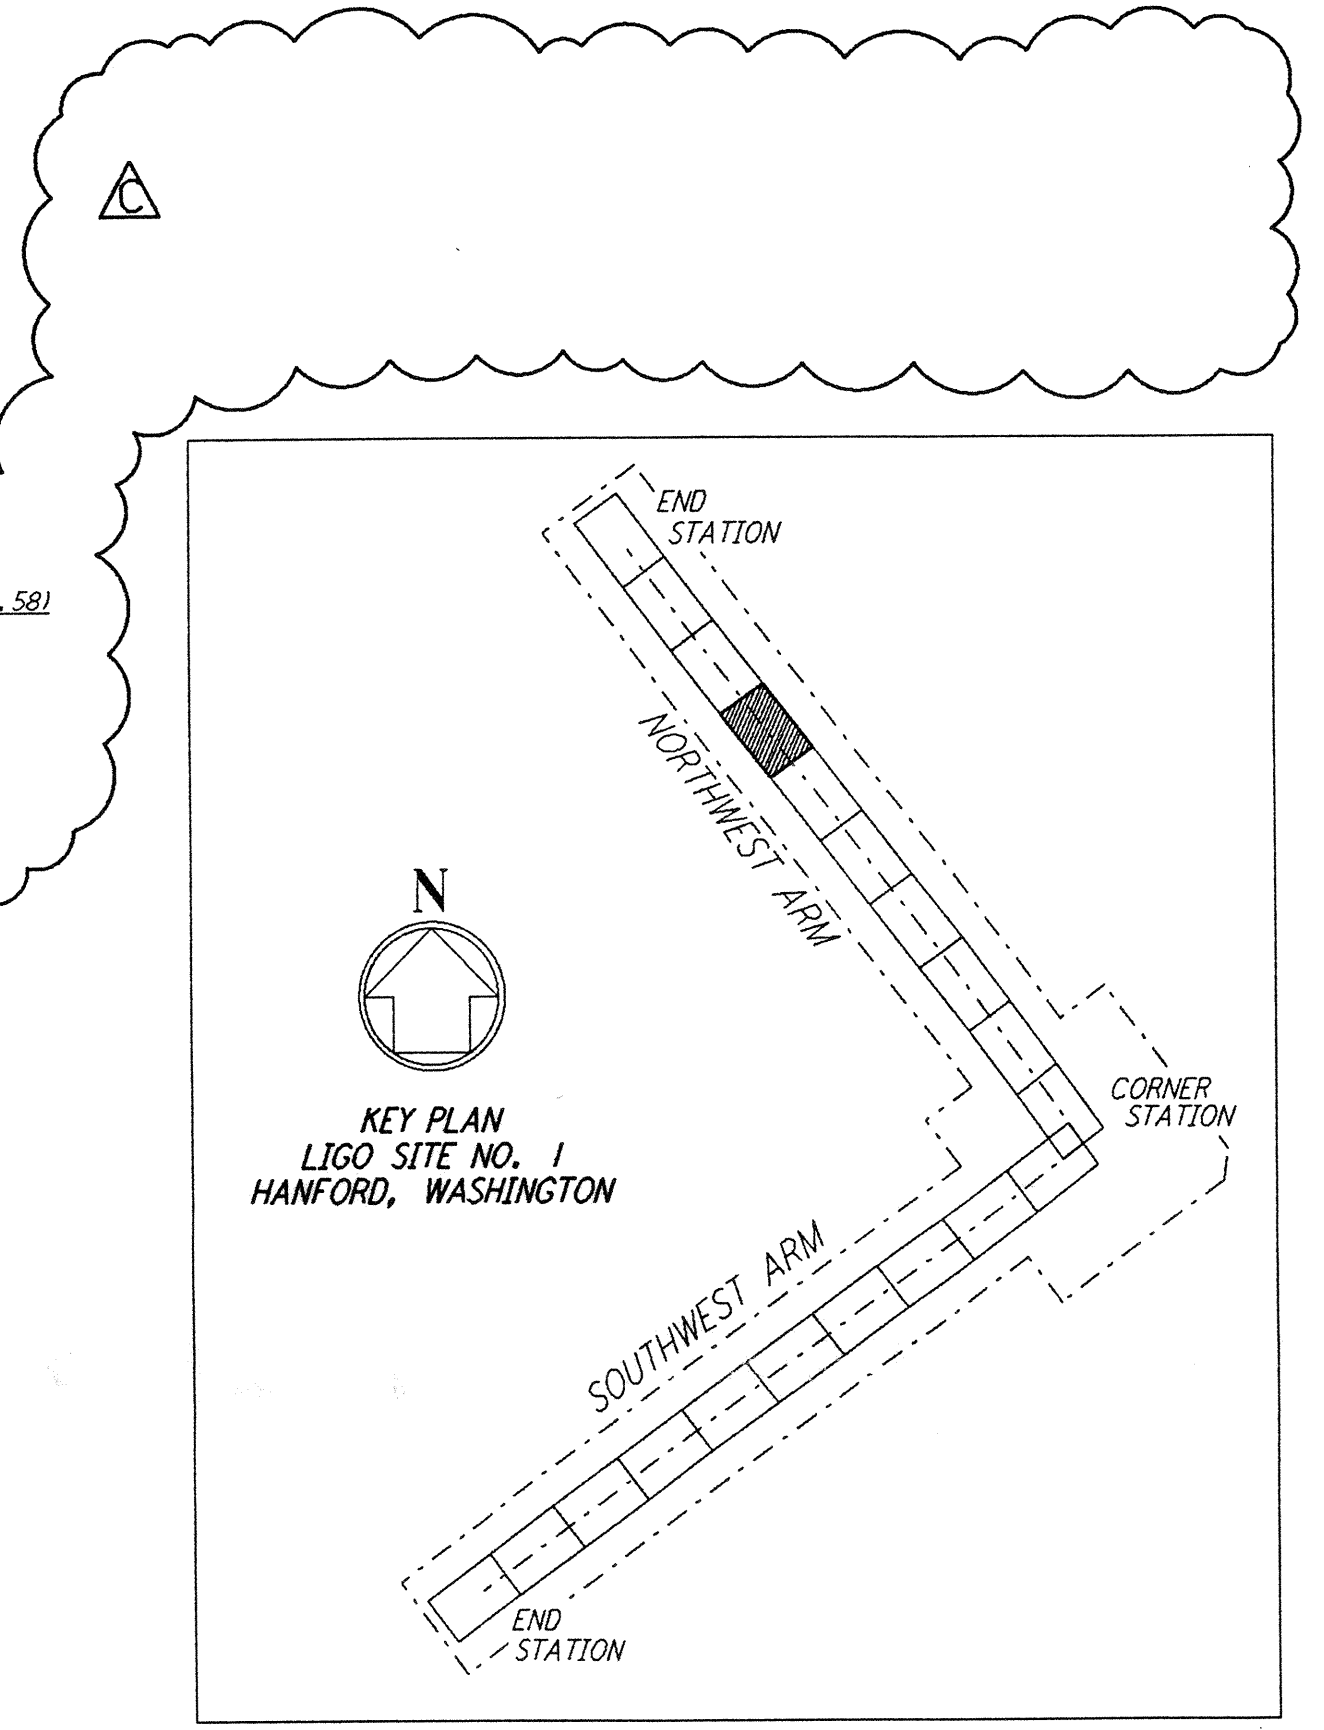 C
. 58)
END
STATION
NORTHWEST ARM
N
CORNER
STATION
KEY PLAN
LIGO SITE NO. 1
HANFORD, WASHINGTON
SOUTHWEST ARM
END
STATION